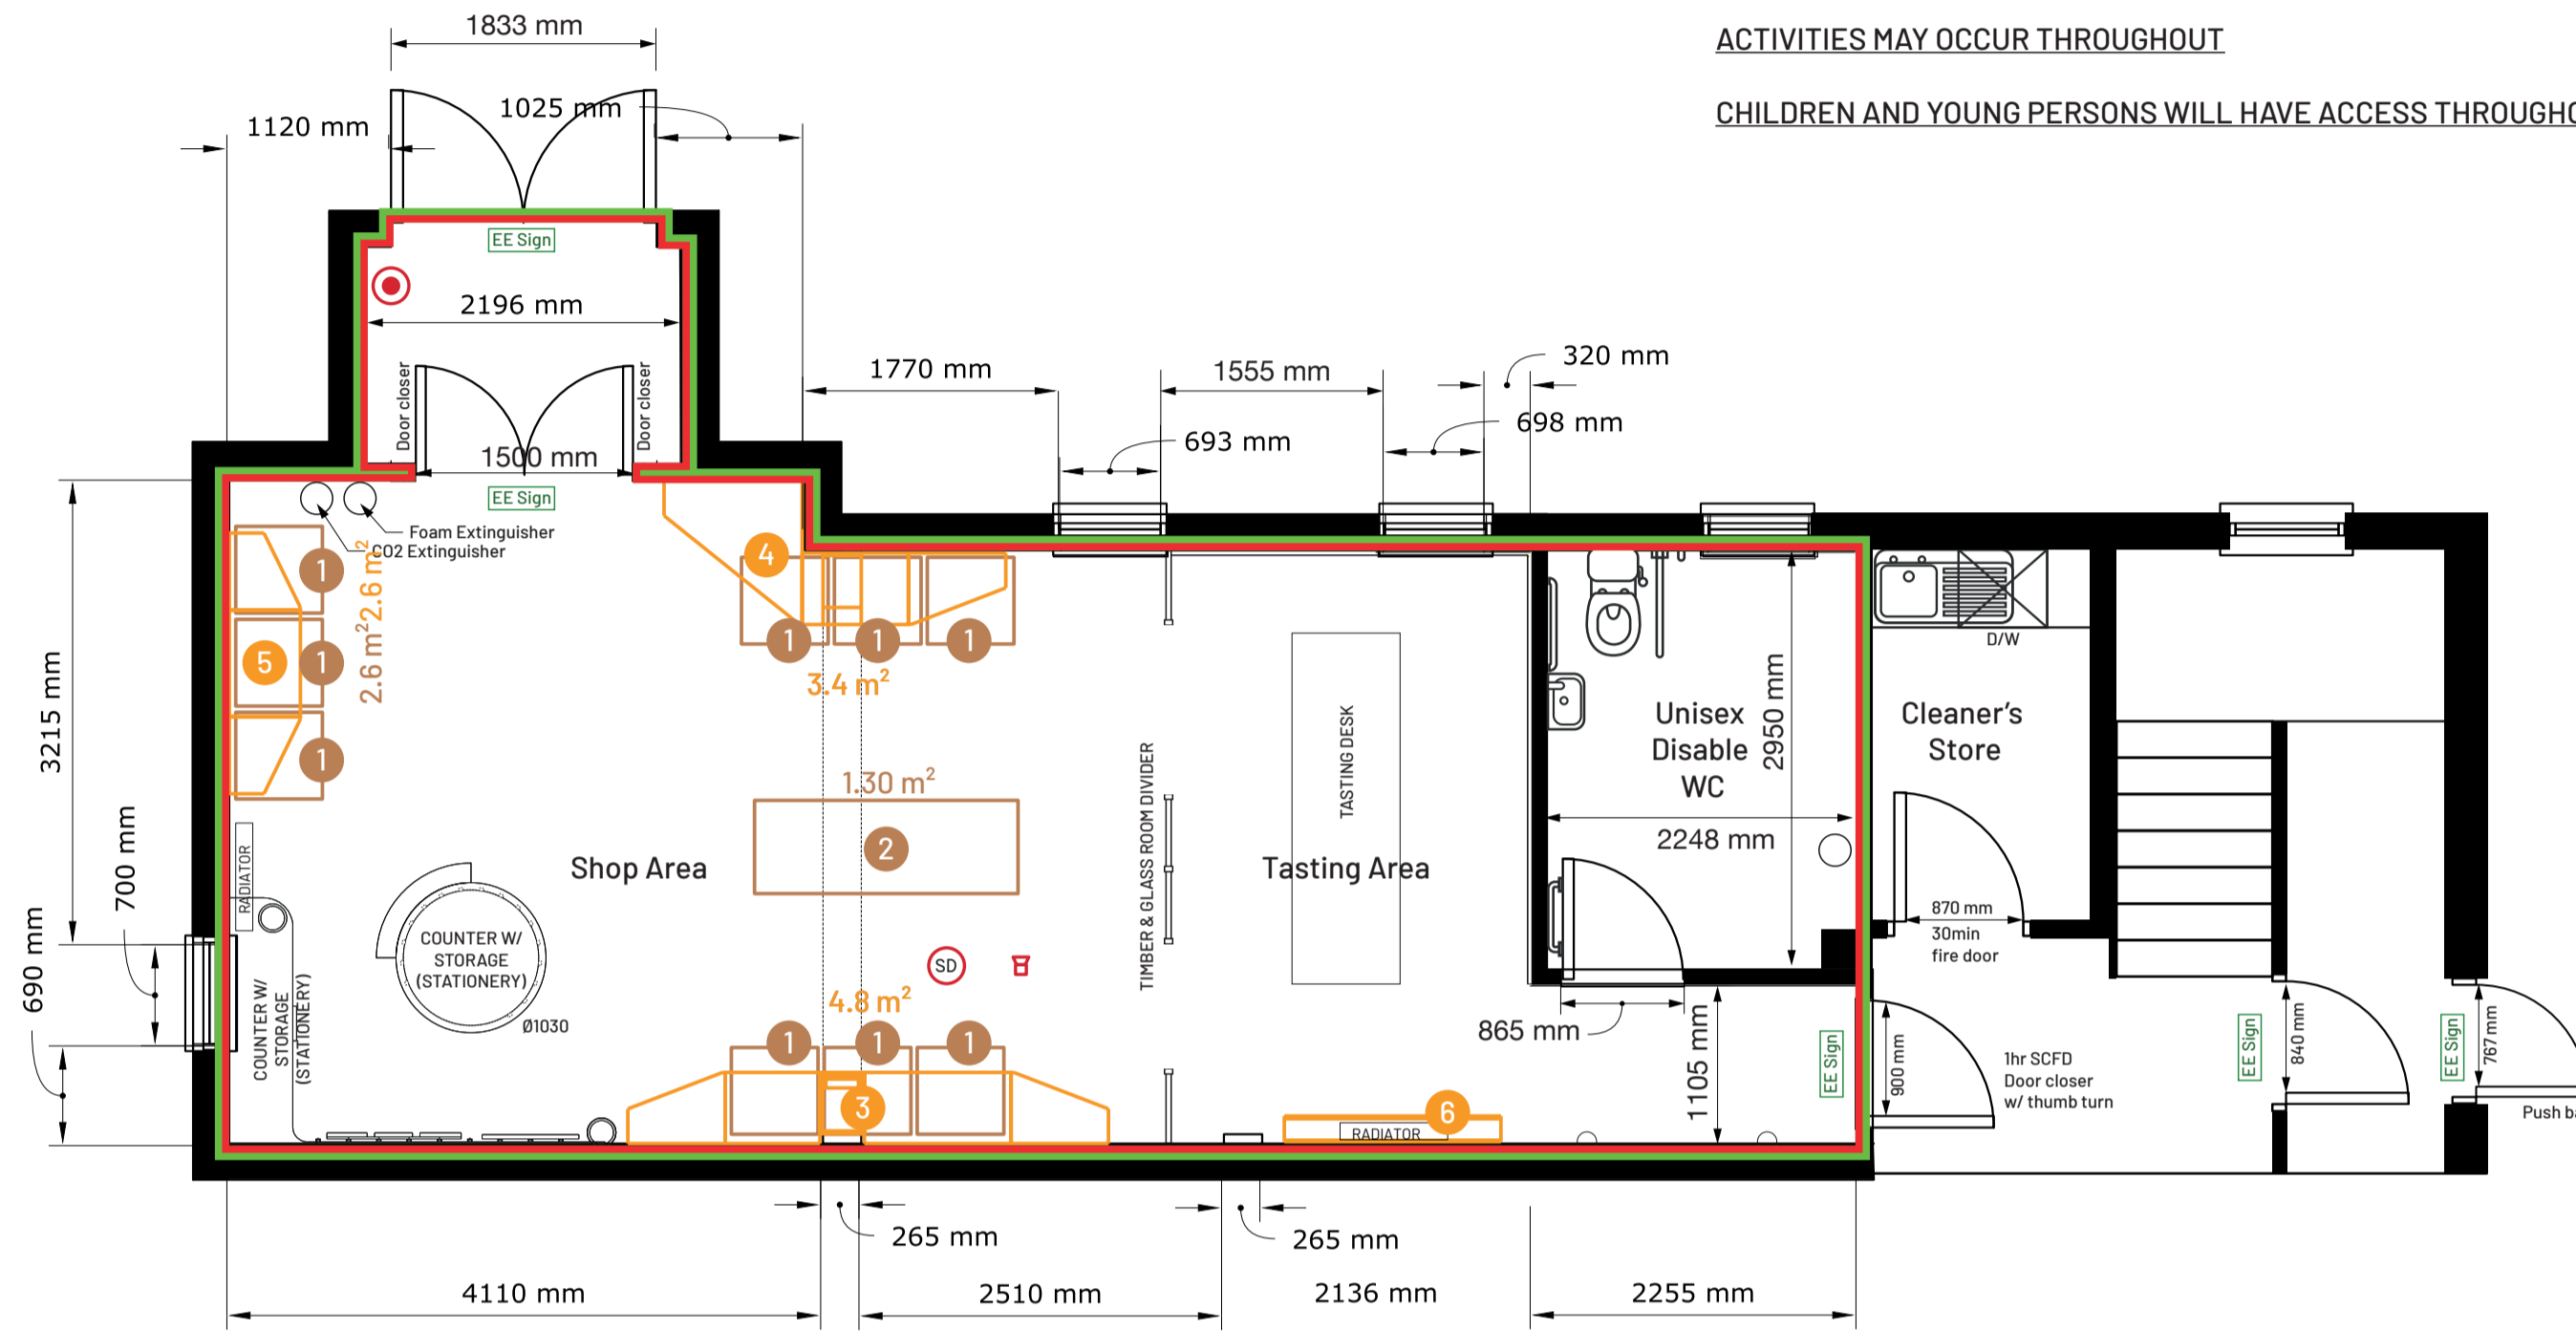 1833 mm
ACTIVITIES MAY OCCUR THROUGHOUT
1025 mm
1120 mm
CHILDREN AND YOUNG PERSONS WILL HAVE ACCESS THROUGHO
EE Sign
2196 mm
Door closer
Door closer
1500 mm
EE Sign
1770 mm
1555 mm
320 mm
693 mm
698 mm
Foam Extinguisher
CO2 Extinguisher
1
1
1
5
2.6 m²
2.6 m²
4
1
1
1
3.4 m²
3215 mm
700 mm
690 mm
1.30 m²
2
Shop Area
RADIATOR
COUNTER W/
STORAGE
(STATIONERY)
COUNTER W/
STORAGE
(STATIONERY)
Ø1030
SD
4.8 m²
1
1
1
3
TIMBER & GLASS ROOM DIVIDER
TASTING DESK
Tasting Area
6
RADIATOR
Unisex
Disable
WC
2950 mm
2248 mm
865 mm
1105 mm
EE Sign
D/W
Cleaner's
Store
870 mm
30min
fire door
900 mm
1hr SCFD
Door closer
w/ thumb turn
EE Sign
840 mm
EE Sign
767 mm
Push b
265 mm
265 mm
4110 mm
2510 mm
2136 mm
2255 mm